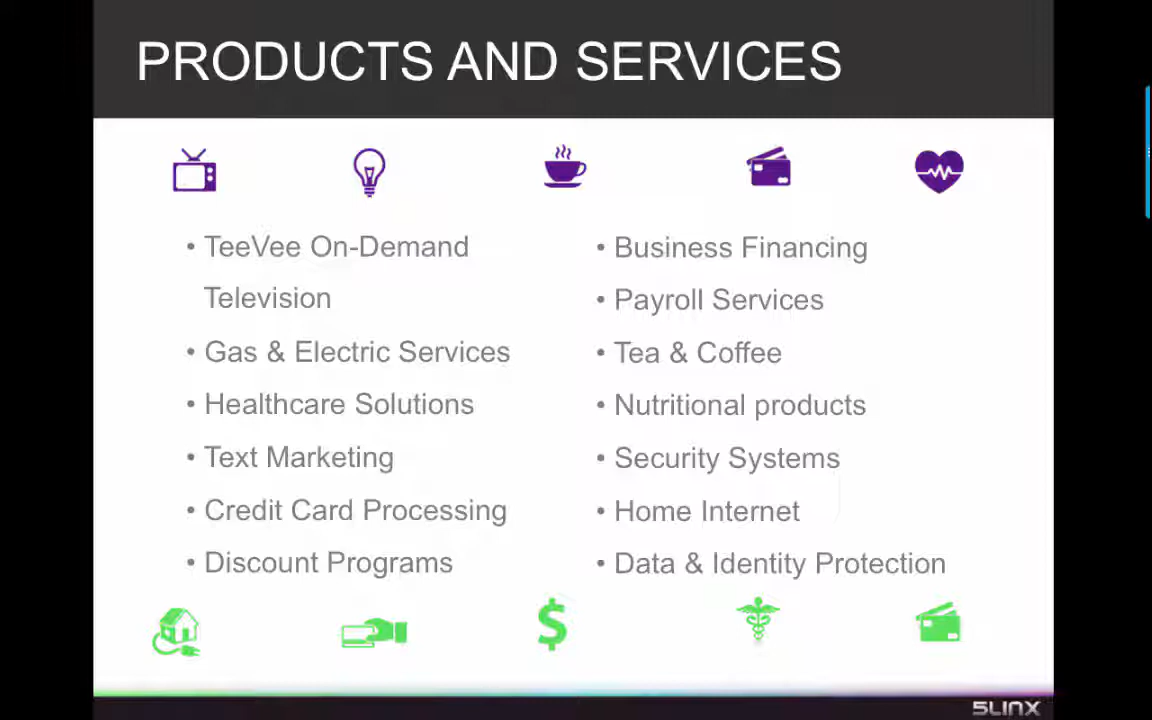 PRODUCTS AND SERVICES
• TeeVee On-Demand
Television
• Gas & Electric Services
• Healthcare Solutions
• Text Marketing
• Credit Card Processing
• Discount Programs
• Business Financing
• Payroll Services
• Tea & Coffee
• Nutritional products
• Security Systems
• Home Internet
• Data & Identity Protection
$
5LINX